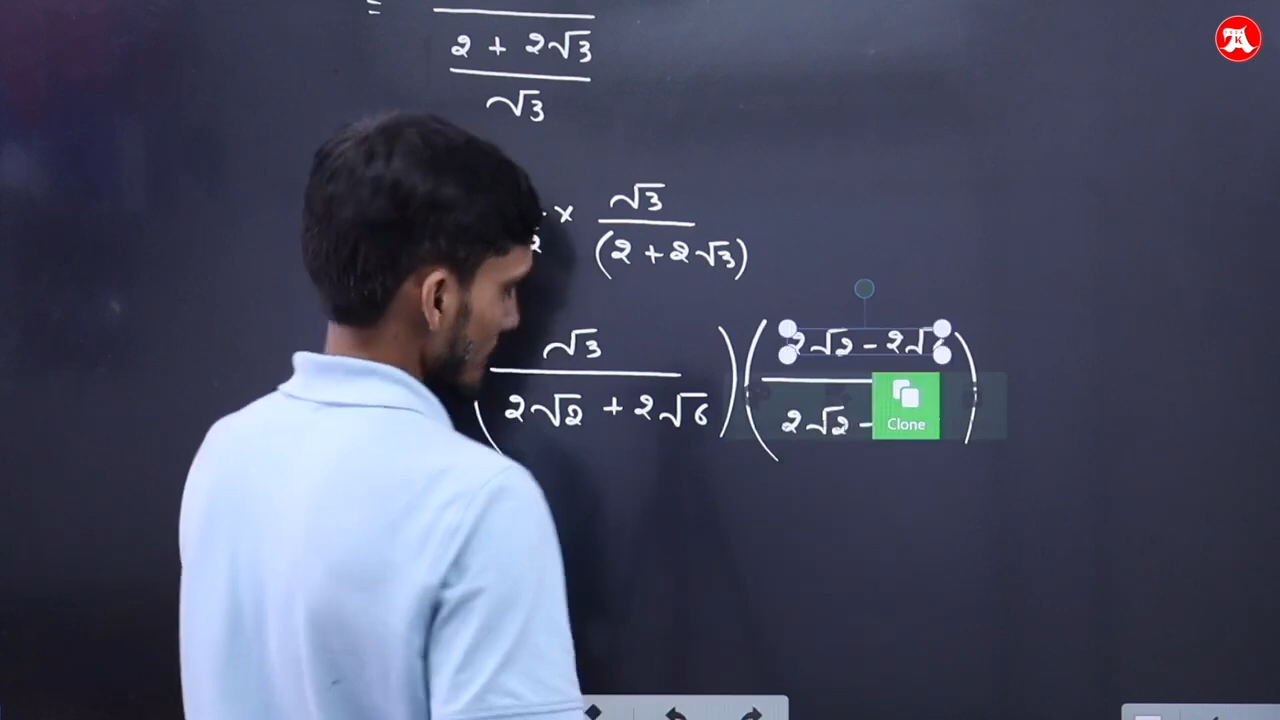 =
2 + 2√3
√3
2 × √3
(2 + 2√3)
( √3 ) ( 2√2 - 2√
2√2 + 2√6 2√2 - )
Clone